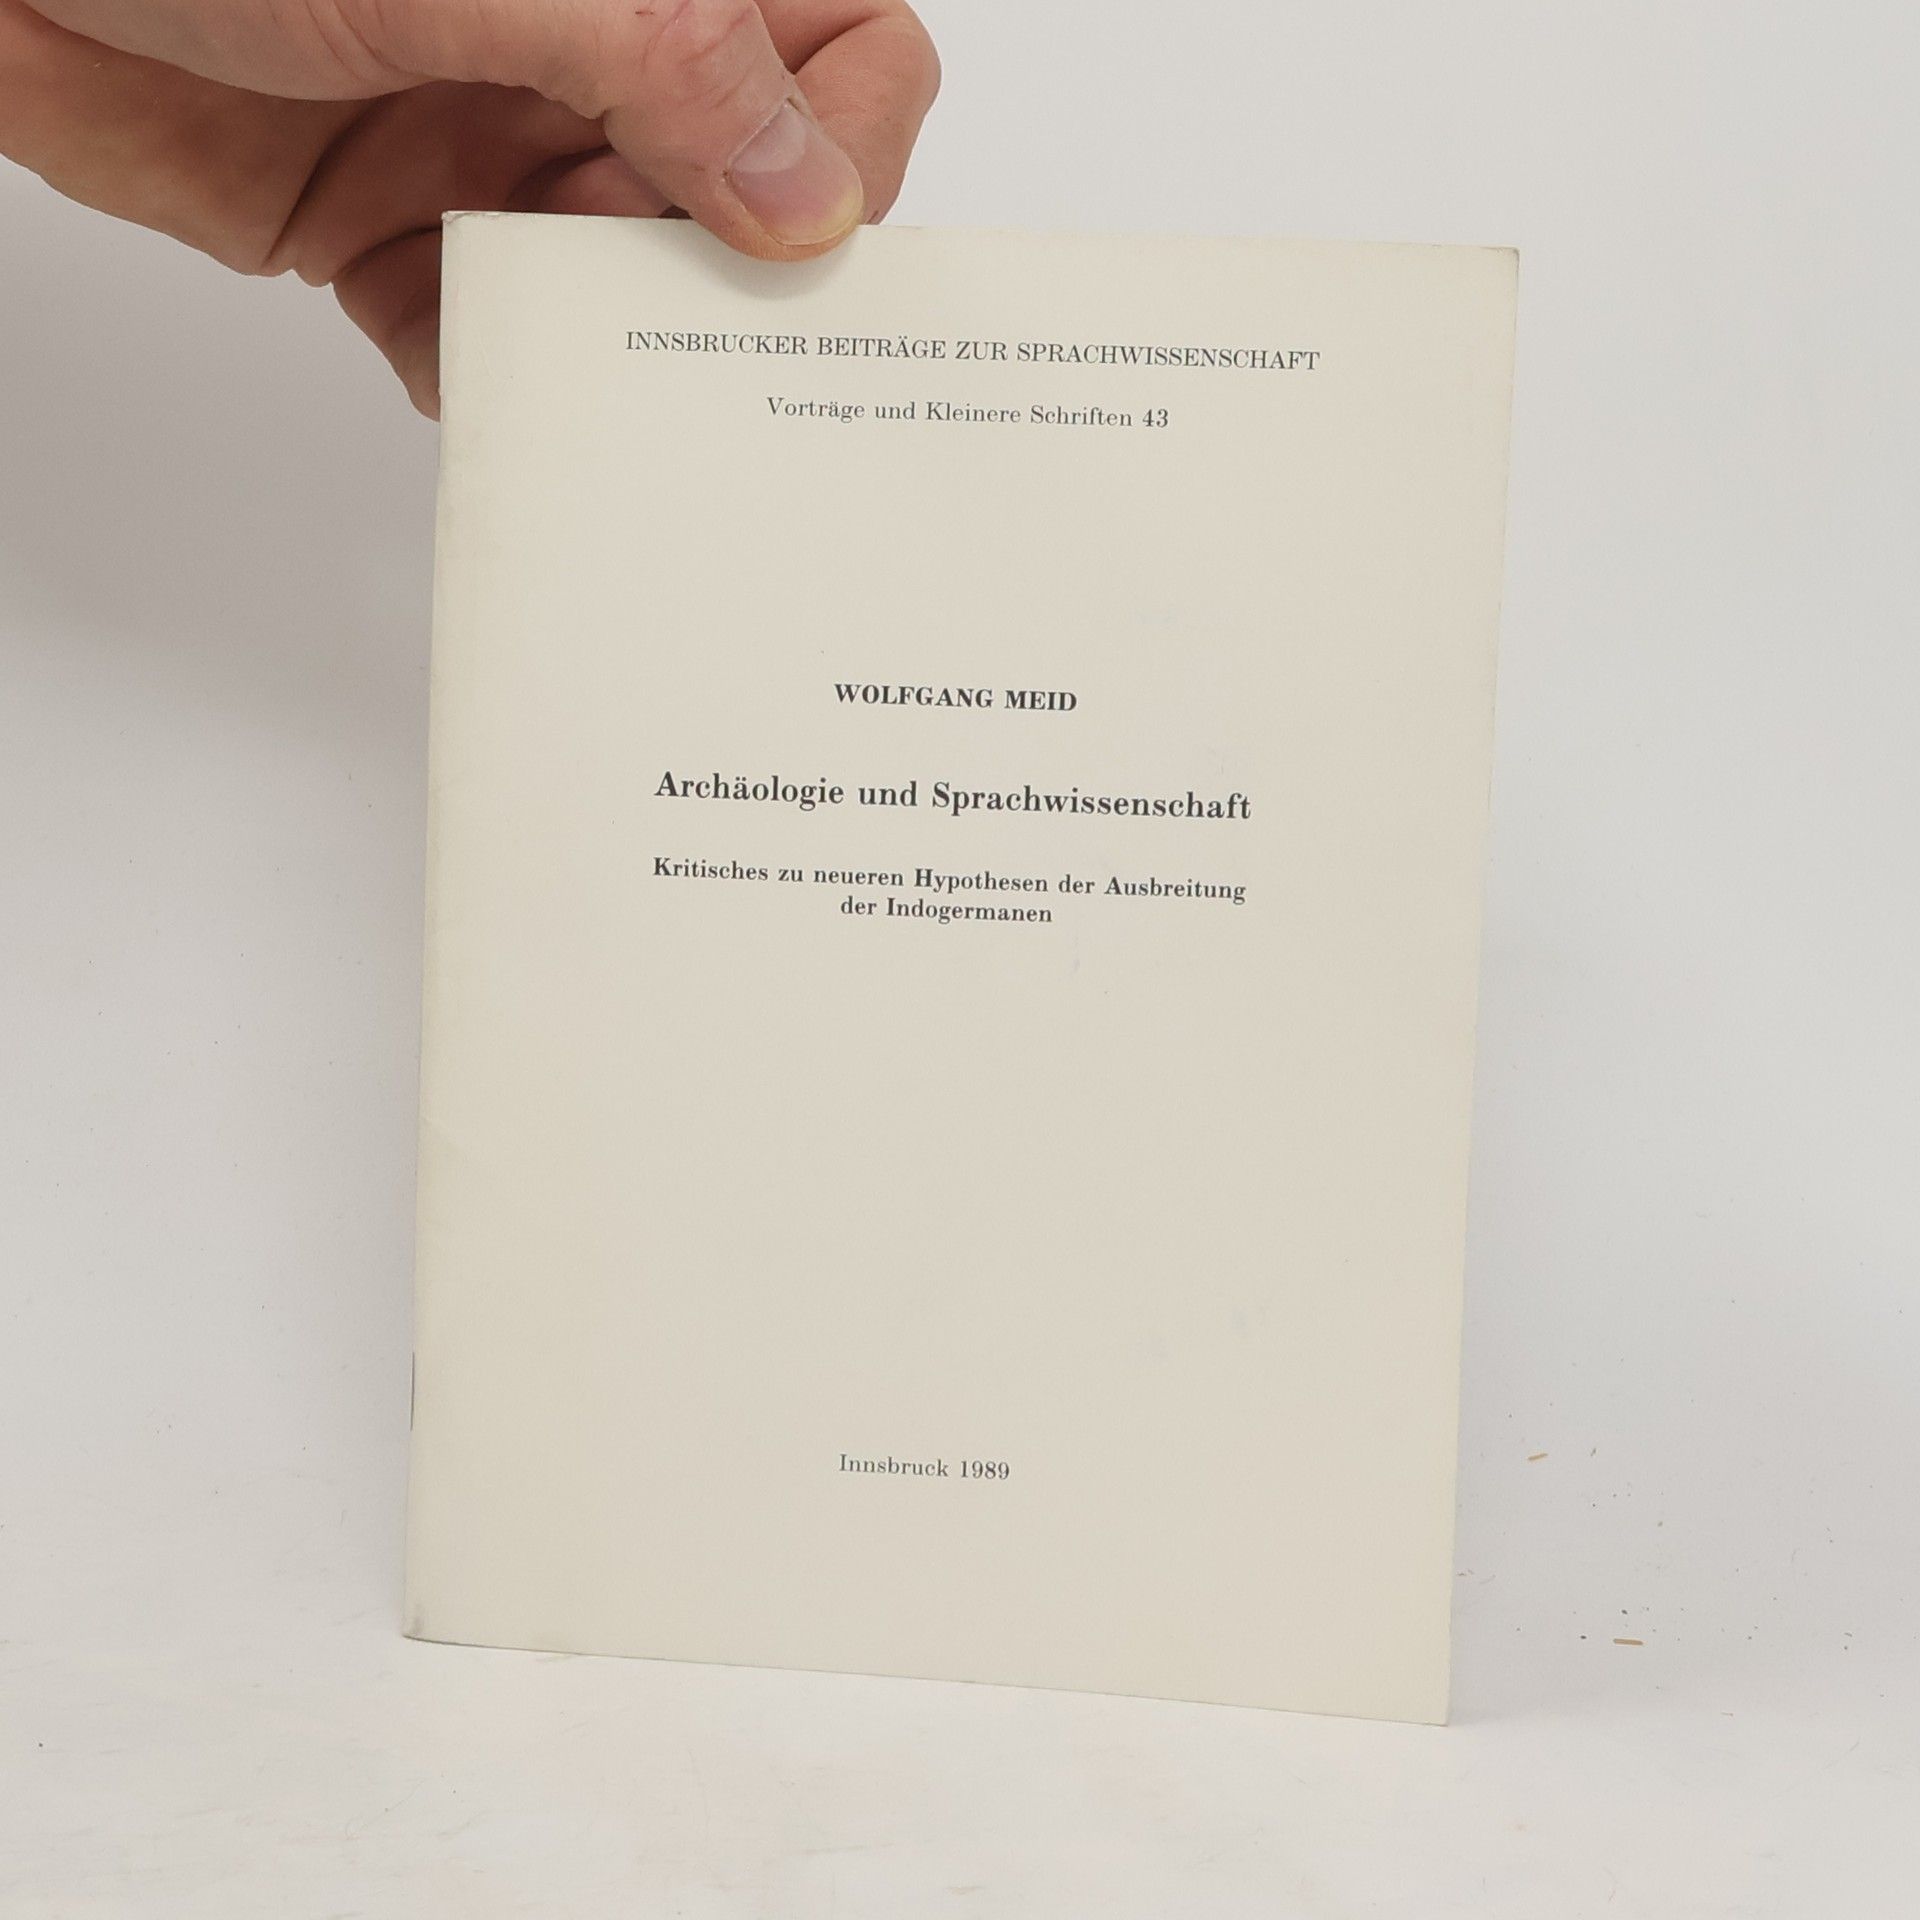 INNSBRUCKER BEITRÄGE ZUR SPRACHWISSENSCHAFT
Vorträge und Kleinere Schriften 43
WOLFGANG MEID
Archäologie und Sprachwissenschaft
Kritisches zu neueren Hypothesen der Ausbreitung
der Indogermanen
Innsbruck 1989